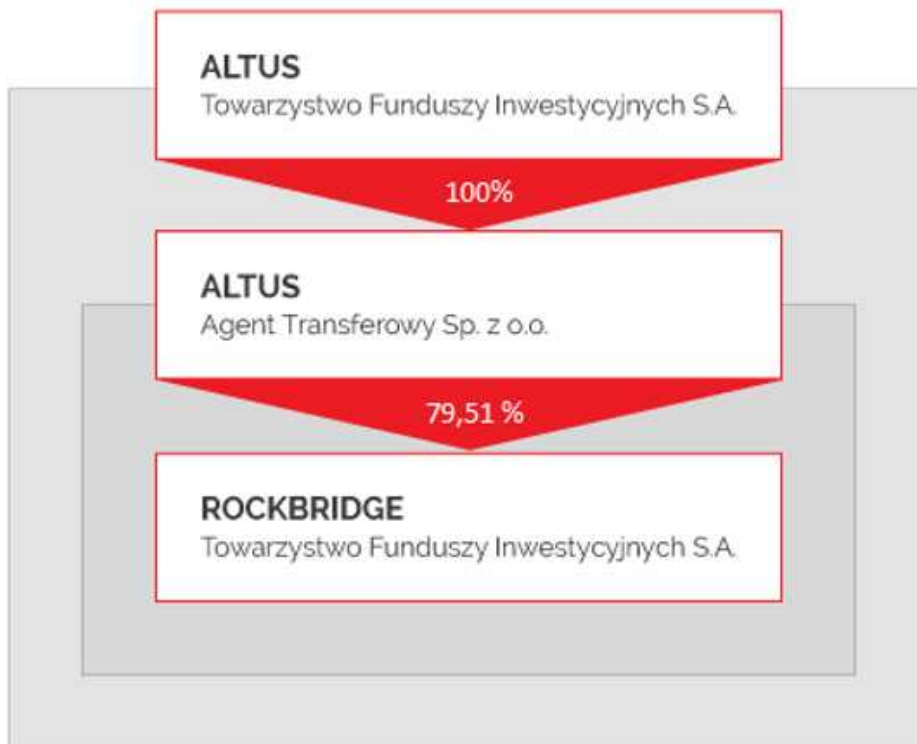 ALTUS
Towarzystwo Funduszy Inwestycyjnych S.A.
100%
ALTUS
Agent Transferowy Sp. z o.o.
79,51 %
ROCKBRIDGE
Towarzystwo Funduszy Inwestycyjnych S.A.